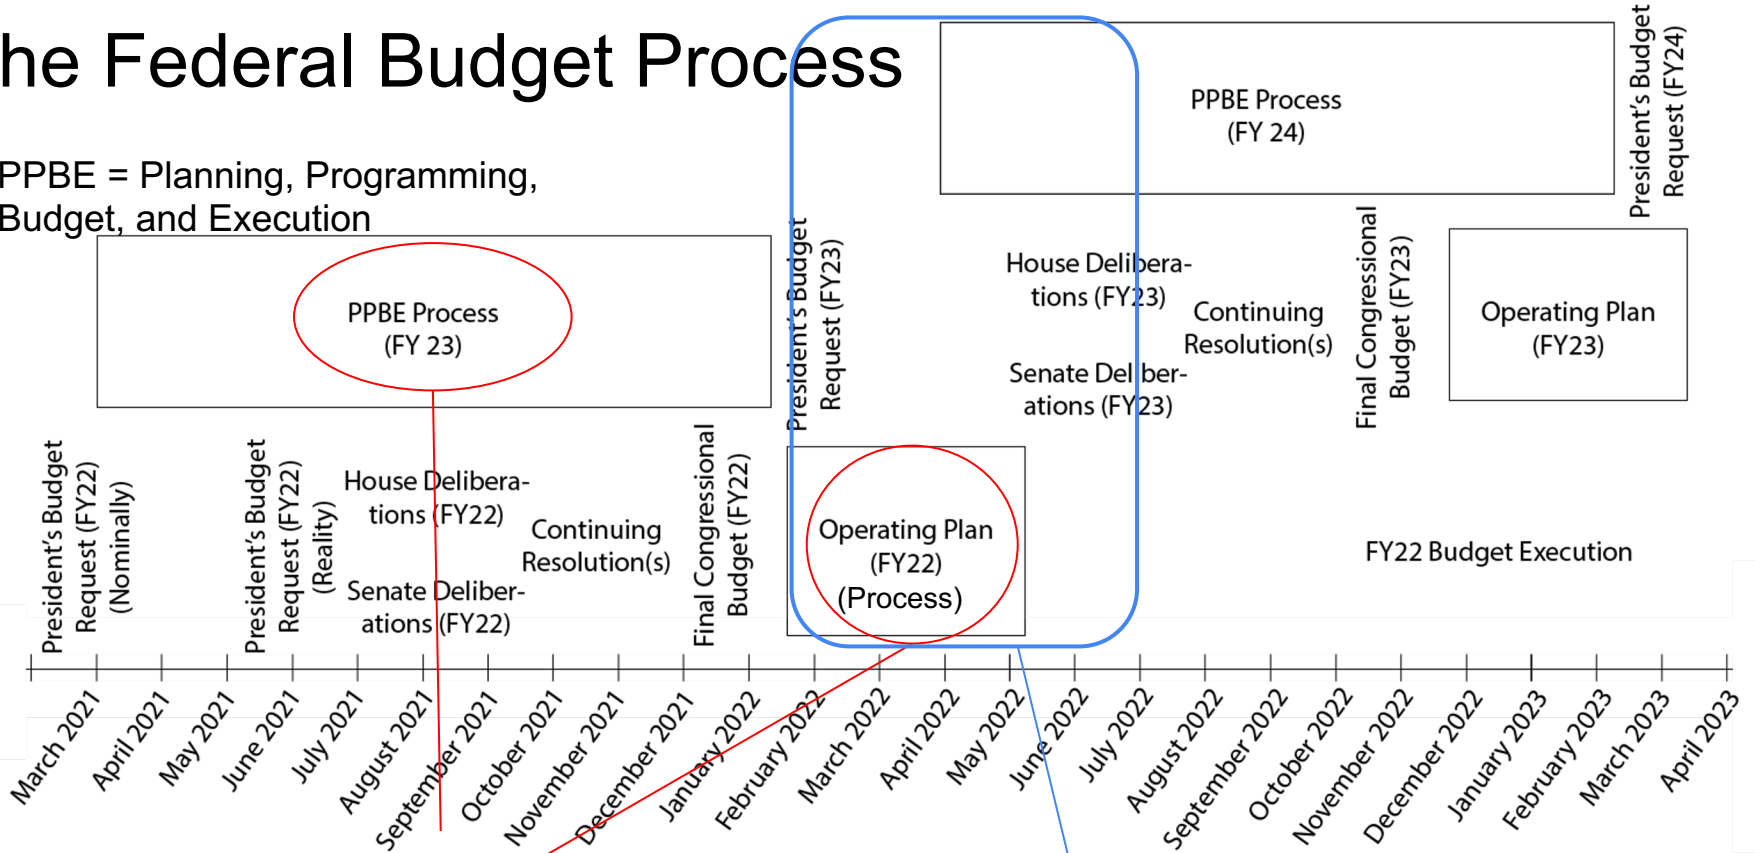 he Federal Budget Process
PPBE = Planning, Programming,
Budget, and Execution
PPBE Process
(FY 24)
President's Budget
Request (FY24)
PPBE Process
(FY 23)
President's Budget
Request (FY23)
House Delibera-
tions (FY23)
Senate Deliber-
ations (FY23)
Continuing
Resolution(s)
Final Congressional
Budget (FY23)
Operating Plan
(FY23)
President's Budget
Request (FY22)
(Nominally)
President's Budget
Request (FY22)
(Reality)
House Delibera-
tions (FY22)
Senate Deliber-
ations (FY22)
Continuing
Resolution(s)
Final Congressional
Budget (FY22)
Operating Plan
(FY22)
(Process)
FY22 Budget Execution
March 2021
April 2021
May 2021
June 2021
July 2021
August 2021
September 2021
October 2021
November 2021
December 2021
January 2022
February 2022
March 2022
April 2022
May 2022
June 2022
July 2022
August 2022
September 2022
October 2022
November 2022
December 2022
January 2023
February 2023
March 2023
April 2023